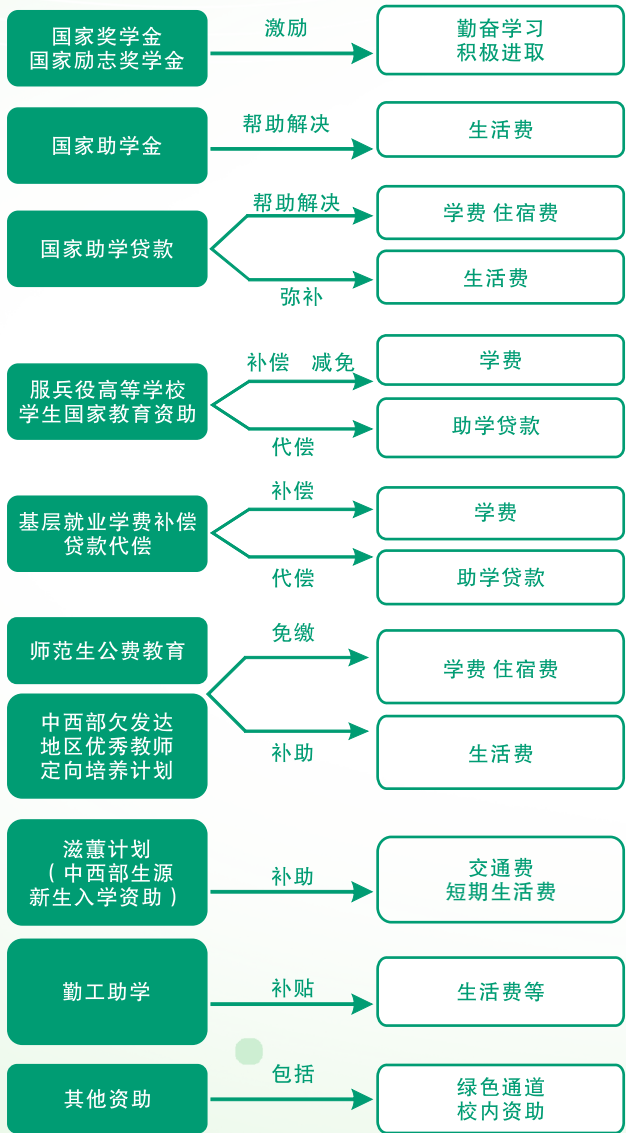 国家奖学金
国家励志奖学金
激励
勤奋学习
积极进取
国家助学金
帮助解决
生活费
国家助学贷款
帮助解决
学费 住宿费
弥补
生活费
服兵役高等学校
学生国家教育资助
补偿 减免
学费
代偿
助学贷款
基层就业学费补偿
贷款代偿
补偿
学费
代偿
助学贷款
师范生公费教育
中西部欠发达
地区优秀教师
定向培养计划
免缴
学费 住宿费
补助
生活费
滋蕙计划
(中西部生源
新生入学资助)
补助
交通费
短期生活费
勤工助学
补贴
生活费等
其他资助
包括
绿色通道
校内资助